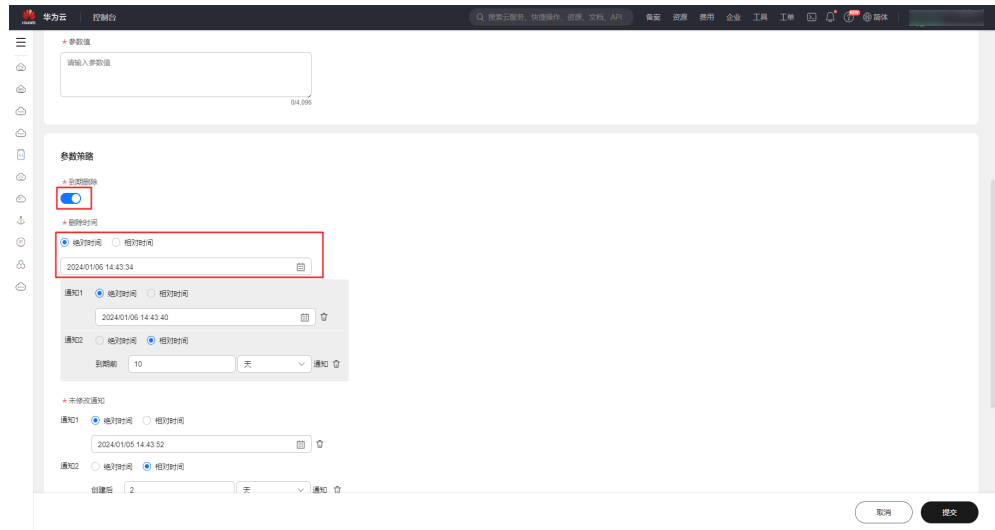 HUAWEI 华为云 控制台 搜索云服务、快捷操作、资源、文档、API 备案 资源 费用 企业 工具 工单 简体
* 参数值
请输入参数值
0/4,096
参数策略
* 到期删除
* 删除时间
绝对时间 相对时间
2024/01/06 14:43:34
通知1 绝对时间 相对时间
2024/01/06 14:43:40
通知2 绝对时间 相对时间
到期前 10 天 通知
* 未修改通知
通知1 绝对时间 相对时间
2024/01/05 14:43:52
通知2 绝对时间 相对时间
创建后 2 天 通知
取消 提交